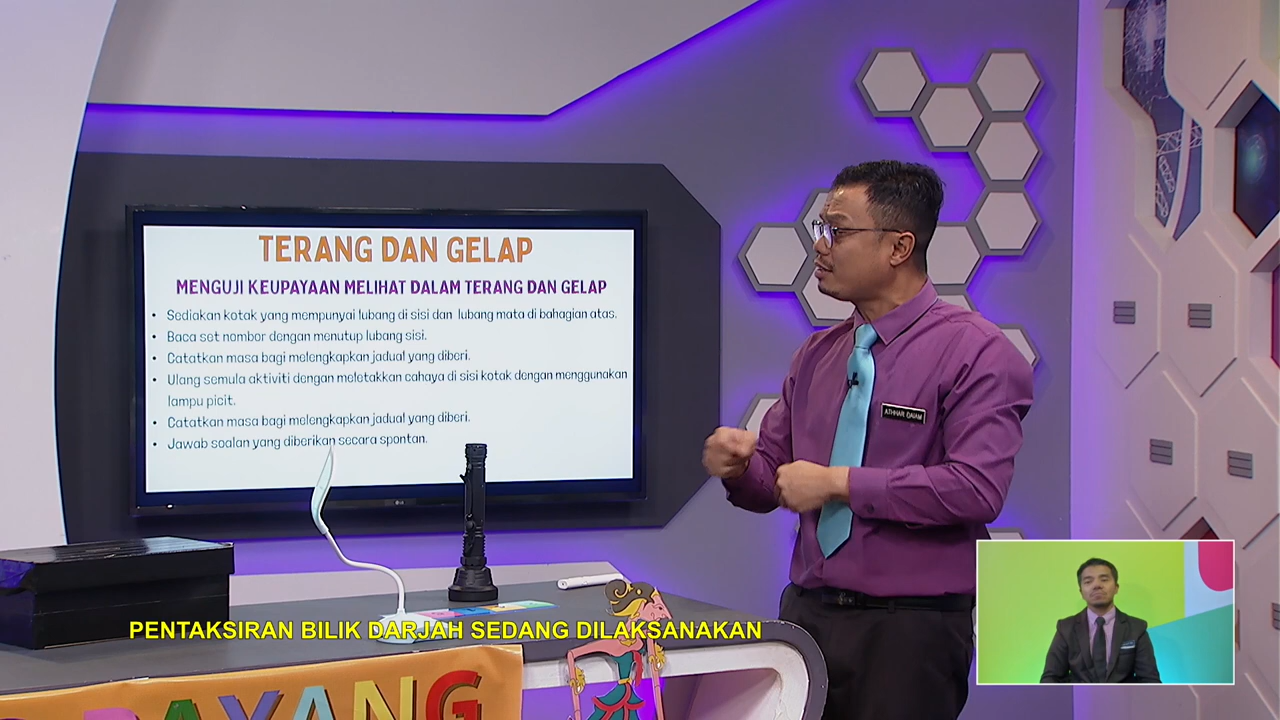 TERANG DAN GELAP
MENGUJI KEUPAYAAN MELIHAT DALAM TERANG DAN GELAP
• Sediakan kotak yang mempunyai lubang di sisi dan lubang mata di bahagian atas.
• Baca set nombor dengan menutup lubang sisi.
• Catatkan masa bagi melengkapkan jadual yang diberi.
• Ulang semula aktiviti dengan meletakkan cahaya di sisi kotak dengan menggunakan
lampu picit.
• Catatkan masa bagi melengkapkan jadual yang diberi.
• Jawab soalan yang diberikan secara spontan.
LG
ATHHAR DAIAM
PENTAKSIRAN BILIK DARJAH SEDANG DILAKSANAKAN
WAYANG